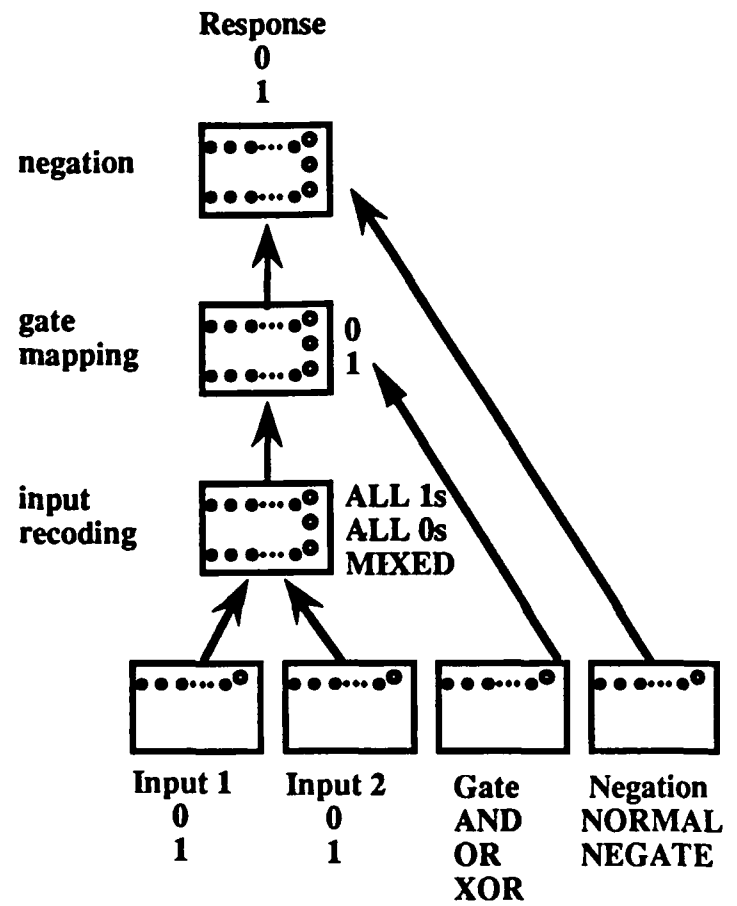 Response
0
1
negation
gate
mapping
0
1
input
recoding
ALL 1s
ALL 0s
MIXED
Input 1
0
1
Input 2
0
1
Gate
AND
OR
XOR
Negation
NORMAL
NEGATE